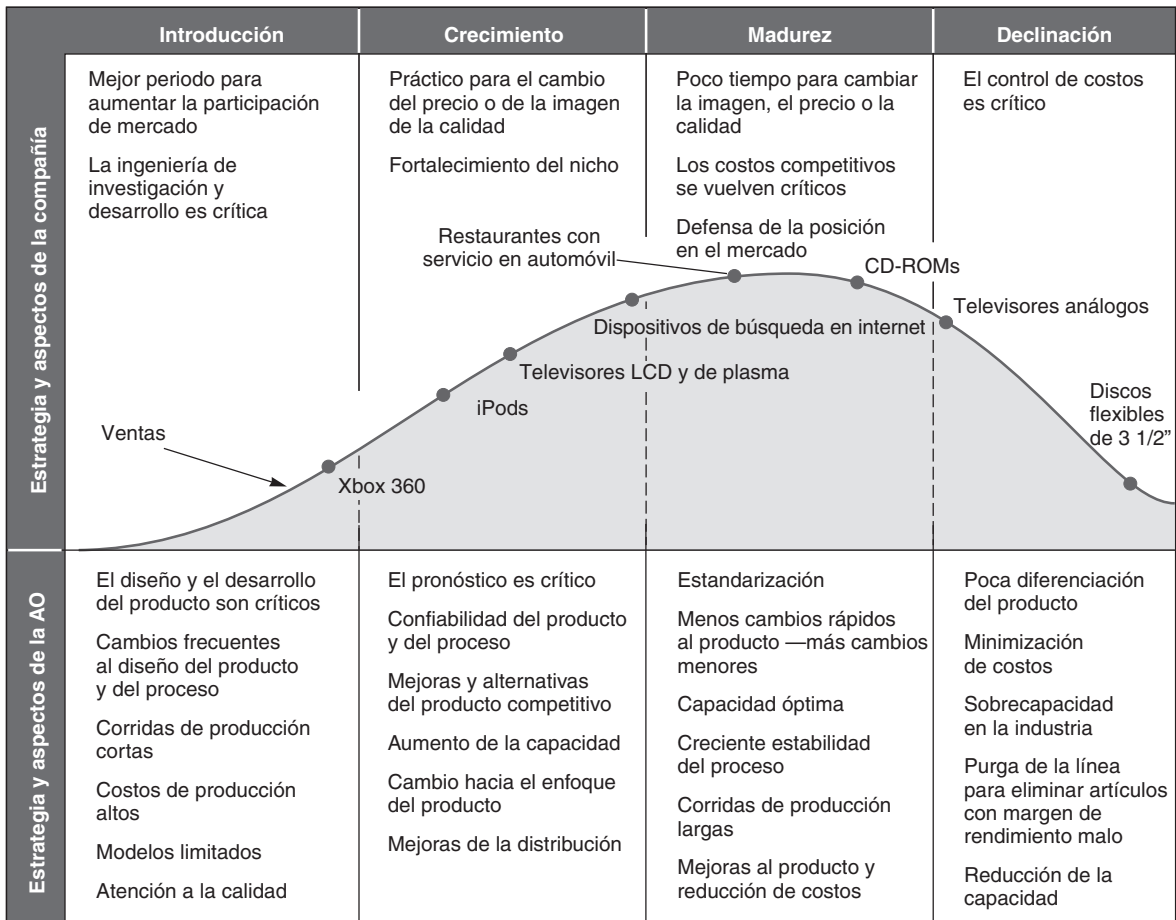 Introducción
Crecimiento
Madurez
Declinación
Estrategia y aspectos de la compañía
Mejor periodo para
aumentar la participación
de mercado
La ingeniería de
investigación y
desarrollo es crítica
Práctico para el cambio
del precio o de la imagen
de la calidad
Fortalecimiento del nicho
Poco tiempo para cambiar
la imagen, el precio o la
calidad
Los costos competitivos
se vuelven críticos
Defensa de la posición
en el mercado
El control de costos
es crítico
Ventas
Xbox 360
iPods
Televisores LCD y de plasma
Dispositivos de búsqueda en internet
Restaurantes con
servicio en automóvil
CD-ROMs
Televisores análogos
Discos
flexibles
de 3 1/2”
Estrategia y aspectos de la AO
El diseño y el desarrollo
del producto son críticos
Cambios frecuentes
al diseño del producto
y del proceso
Corridas de producción
cortas
Costos de producción
altos
Modelos limitados
Atención a la calidad
El pronóstico es crítico
Confiabilidad del producto
y del proceso
Mejoras y alternativas
del producto competitivo
Aumento de la capacidad
Cambio hacia el enfoque
del producto
Mejoras de la distribución
Estandarización
Menos cambios rápidos
al producto —más cambios
menores
Capacidad óptima
Creciente estabilidad
del proceso
Corridas de producción
largas
Mejoras al producto y
reducción de costos
Poca diferenciación
del producto
Minimización
de costos
Sobrecapacidad
en la industria
Purga de la línea
para eliminar artículos
con margen de
rendimiento malo
Reducción de la
capacidad